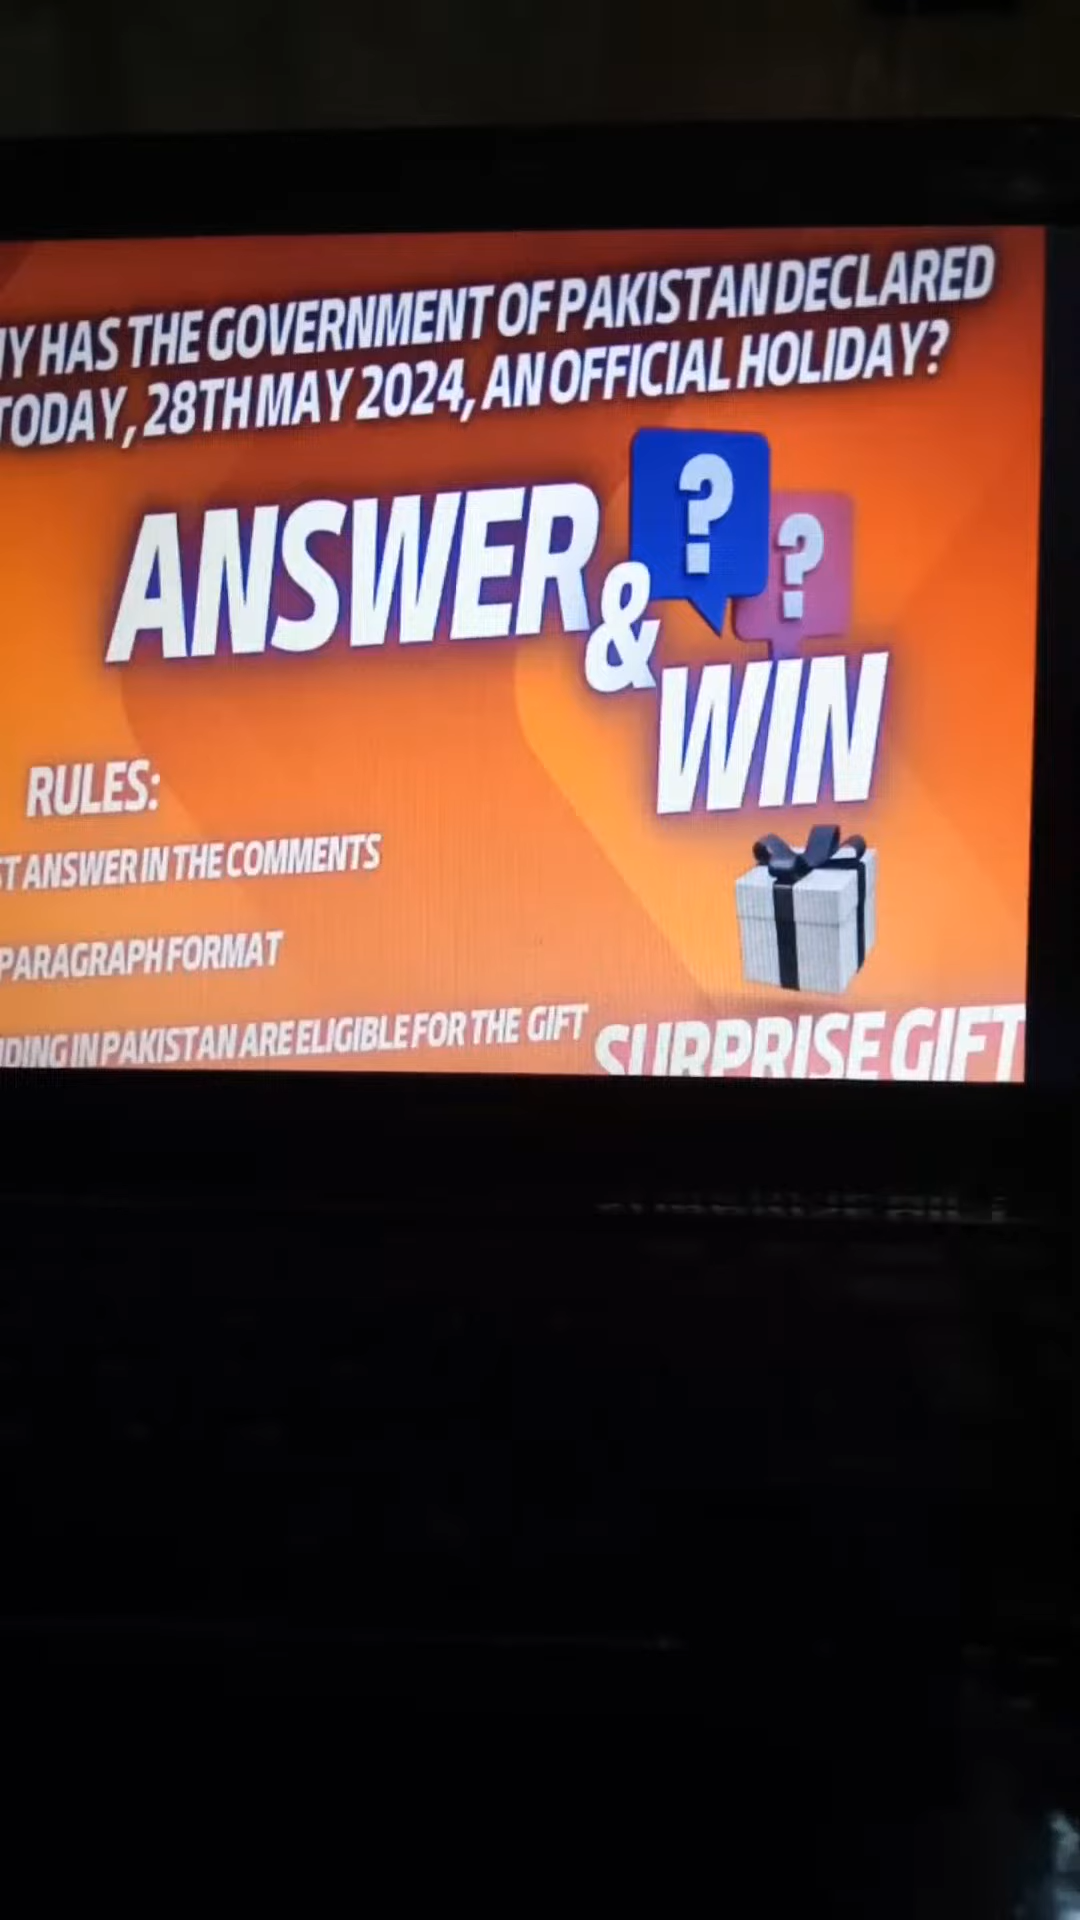 HAS THE GOVERNMENT OF PAKISTAN DECLARED
TODAY, 28TH MAY 2024, AN OFFICIAL HOLIDAY?
ANSWER
&
WIN
? ?
RULES:
ANSWER IN THE COMMENTS
PARAGRAPH FORMAT
IN PAKISTAN ARE ELIGIBLE FOR THE GIFT
SURPRISE GIFT